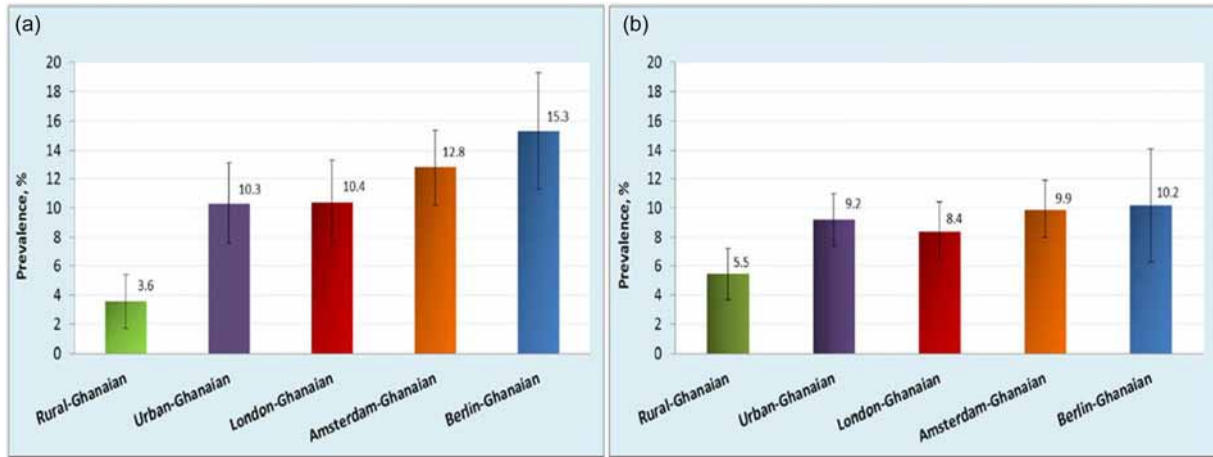 (a)
Prevalence, %
20
18
16
14
12
10
8
6
4
2
0
3.6
10.3
10.4
12.8
15.3
Rural-Ghanaian
Urban-Ghanaian
London-Ghanaian
Amsterdam-Ghanaian
Berlin-Ghanaian
(b)
Prevalence, %
20
18
16
14
12
10
8
6
4
2
0
5.5
9.2
8.4
9.9
10.2
Rural-Ghanaian
Urban-Ghanaian
London-Ghanaian
Amsterdam-Ghanaian
Berlin-Ghanaian